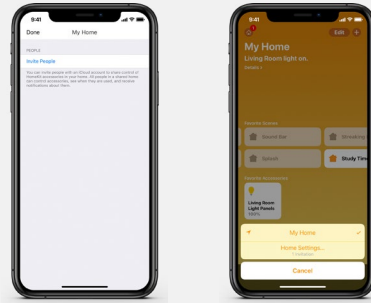 9:41
Done
My Home
PEOPLE
Invite People
You can invite people with an iCloud account to share control of
HomeKit accessories in your home. All people in a shared home
can control accessories, see when they are used, and receive
notifications about them.
9:41
Edit
+
My Home
Living Room light on.
Favorite Scenes
Sound Bar
Study Time
Favorite Accessories
Living Room
Light Panels
100%
My Home
Home Settings...
1 Invitation
Cancel